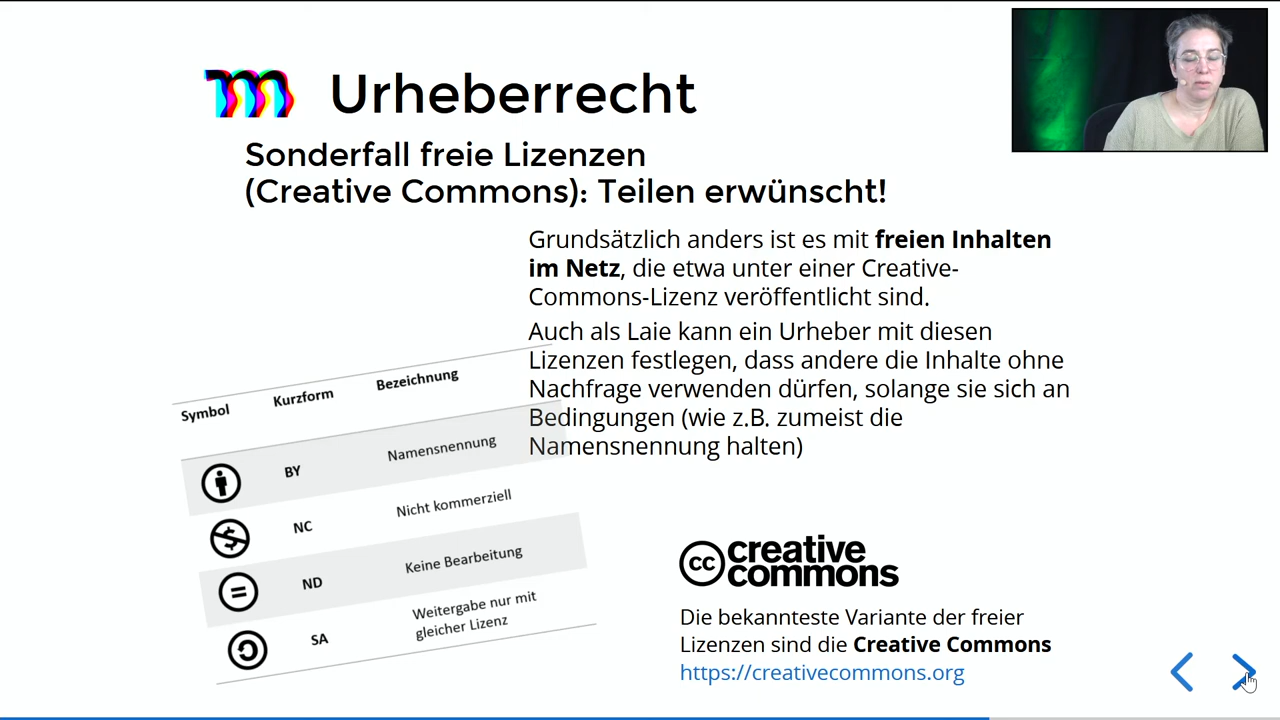 m Urheberrecht
Sonderfall freie Lizenzen
(Creative Commons): Teilen erwünscht!
Grundsätzlich anders ist es mit freien Inhalten
im Netz, die etwa unter einer Creative-
Commons-Lizenz veröffentlicht sind.
Auch als Laie kann ein Urheber mit diesen
Lizenzen festlegen, dass andere die Inhalte ohne
Nachfrage verwenden dürfen, solange sie sich an
Bedingungen (wie z.B. zumeist die
Namensnennung halten)
Symbol Kurzform Bezeichnung
BY Namensnennung
$ NC Nicht kommerziell
= ND Keine Bearbeitung
SA Weitergabe nur mit
gleicher Lizenz
cc creative
commons
Die bekannteste Variante der freier
Lizenzen sind die Creative Commons
https://creativecommons.org